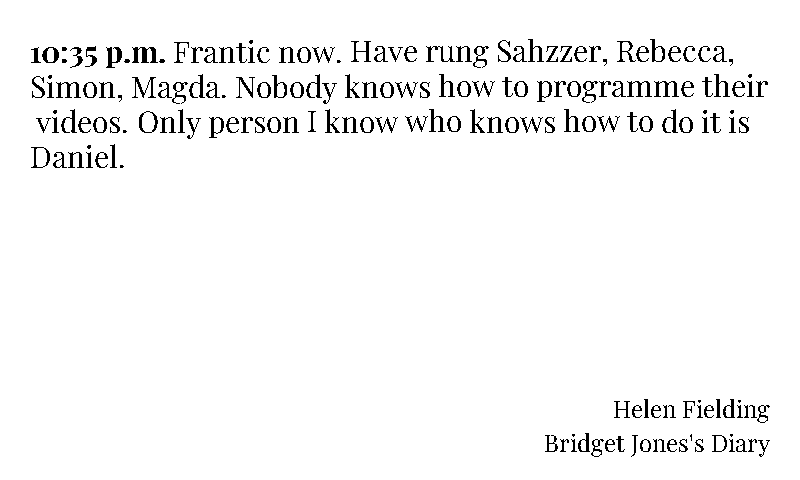 10:35 p.m. Frantic now. Have rung Sahzzer, Rebecca,
Simon, Magda. Nobody knows how to programme their
videos. Only person I know who knows how to do it is
Daniel.
Helen Fielding
Bridget Jones's Diary